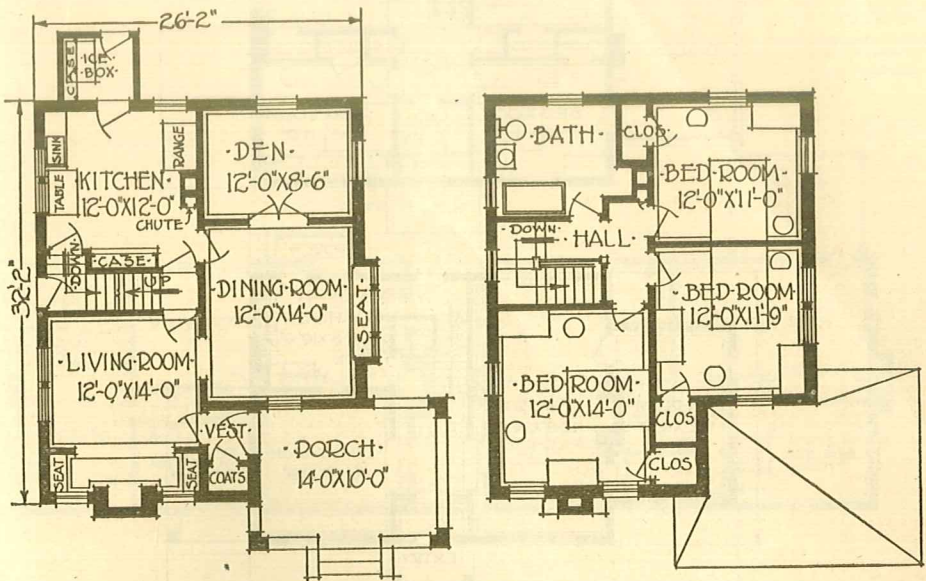 26'-2"
32'-2"
CASE
·ICE·
BOX·
SINK
TABLE
RANGE
·KITCHEN·
12'-0"X12'-0"
CHUTE
·DEN·
12'-0"X8'-6"
DOWN
·CASE·
UP
·DINING·ROOM·
12'-0"X14'-0"
·SEAT·
·LIVING·ROOM·
12'-0"X14'-0"
SEAT
SEAT
·VEST·
COATS
·PORCH·
14'-0"X10'-0"
·BATH·
CLOS
BED-ROOM·
12'-0"X11'-0"
·DOWN·
·HALL·
BED-ROOM·
12'-0"X11'-9"
·BED ROOM·
12'-0"X14'-0"
CLOS
CLOS